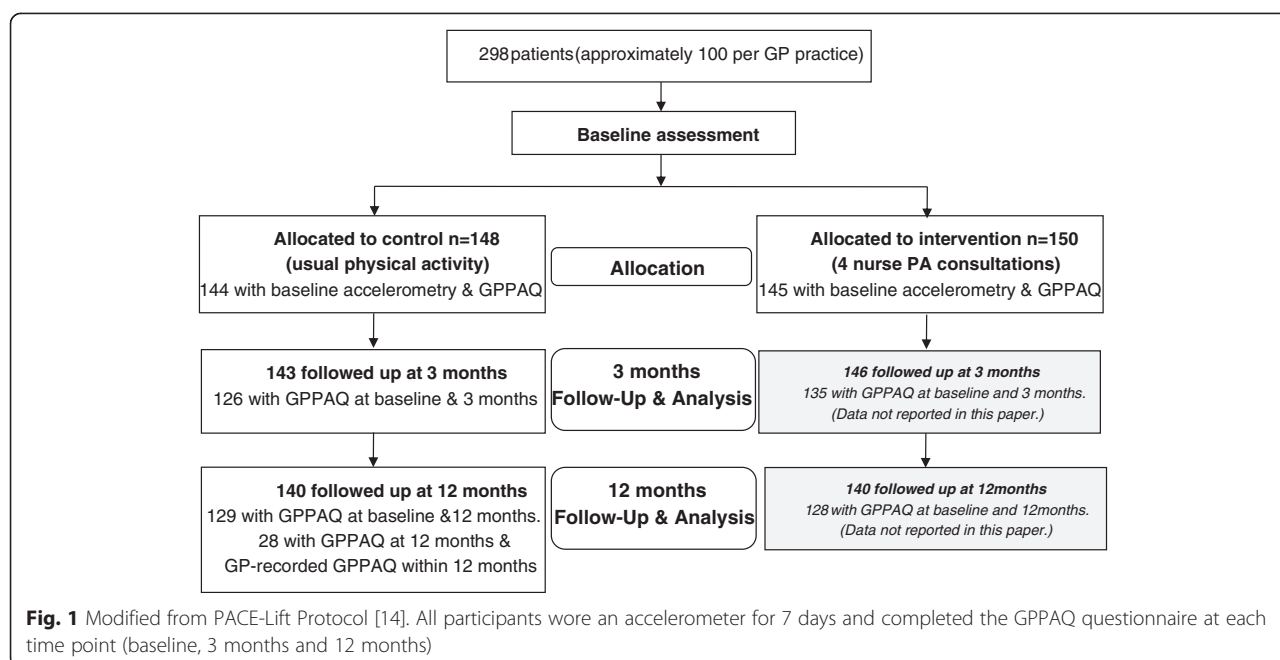 298 patients (approximately 100 per GP practice)
Baseline assessment
Allocated to control n=148
(usual physical activity)
144 with baseline accelerometry & GPPAQ
Allocation
Allocated to intervention n=150
(4 nurse PA consultations)
145 with baseline accelerometry & GPPAQ
143 followed up at 3 months
126 with GPPAQ at baseline & 3 months
3 months
Follow-Up & Analysis
146 followed up at 3 months
135 with GPPAQ at baseline and 3 months.
(Data not reported in this paper.)
140 followed up at 12 months
129 with GPPAQ at baseline &12 months.
28 with GPPAQ at 12 months &
GP-recorded GPPAQ within 12 months
12 months
Follow-Up & Analysis
140 followed up at 12months
128 with GPPAQ at baseline and 12months.
(Data not reported in this paper.)
Fig. 1 Modified from PACE-Lift Protocol [14]. All participants wore an accelerometer for 7 days and completed the GPPAQ questionnaire at each
time point (baseline, 3 months and 12 months)